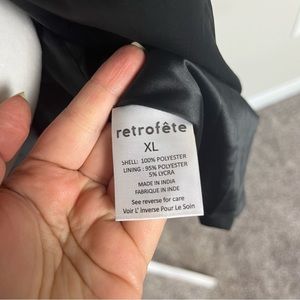 retrofête
XL
SHELL: 100% POLYESTER
LINING : 95% POLYESTER
5% LYCRA
MADE IN INDIA
FABRIQUE EN INDE
See reverse for care
Voir L' Inverse Pour Le Soin